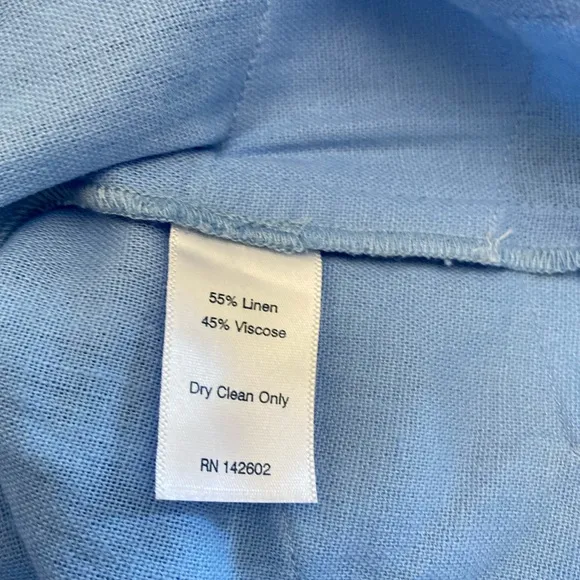 55% Linen
45% Viscose
Dry Clean Only
RN 142602